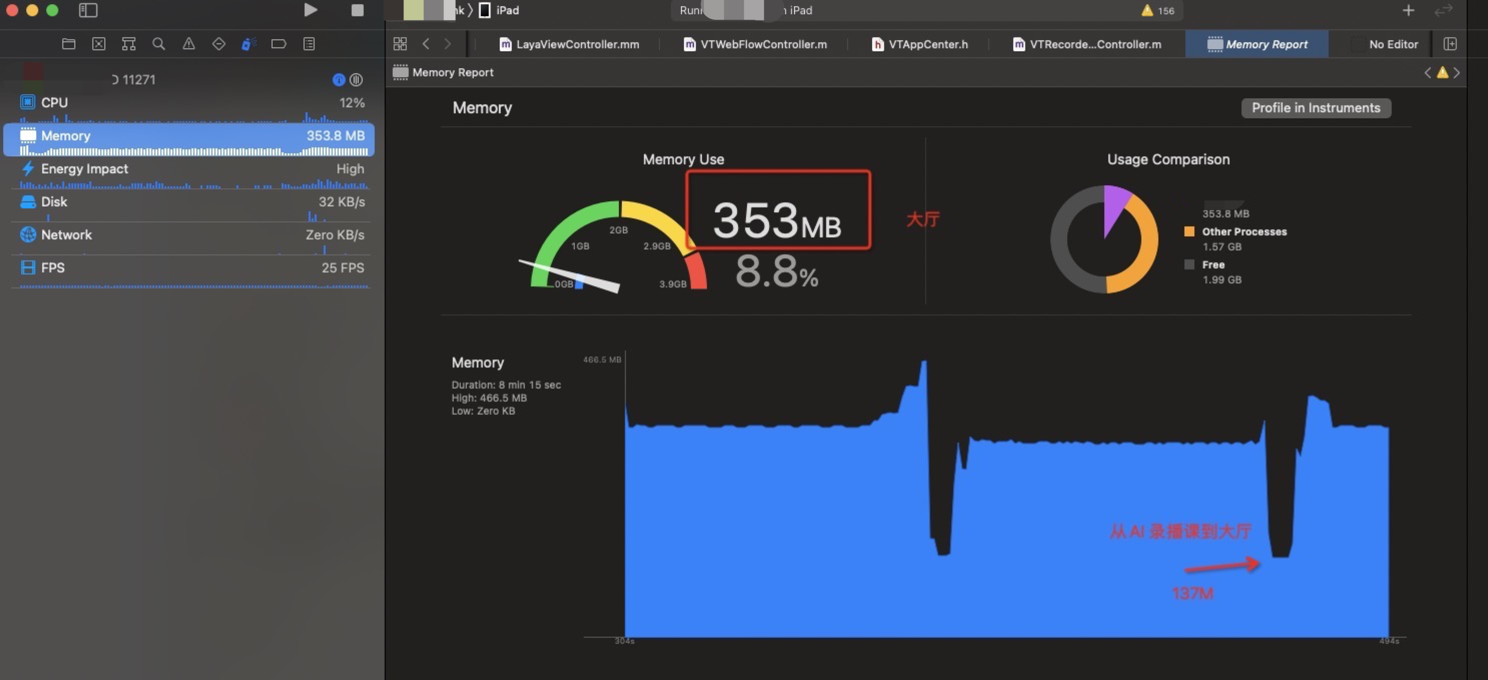 iPad
iPad
156
LayaViewController.mm
VTWebFlowController.m
VTAppCenter.h
VTRecorde...Controller.m
Memory Report
No Editor
11271
CPU
12%
Memory
353.8 MB
Energy Impact
High
Disk
32 KB/s
Network
Zero KB/s
FPS
25 FPS
Memory Report
Memory
Profile in Instruments
Memory Use
353MB
8.8%
0GB
1GB
2GB
2.9GB
3.9GB
大厅
Usage Comparison
353.8 MB
Other Processes
1.57 GB
Free
1.99 GB
Memory
Duration: 8 min 15 sec
High: 466.5 MB
Low: Zero KB
466.5 MB
从 AI 录播课到大厅
137M
304s
494s